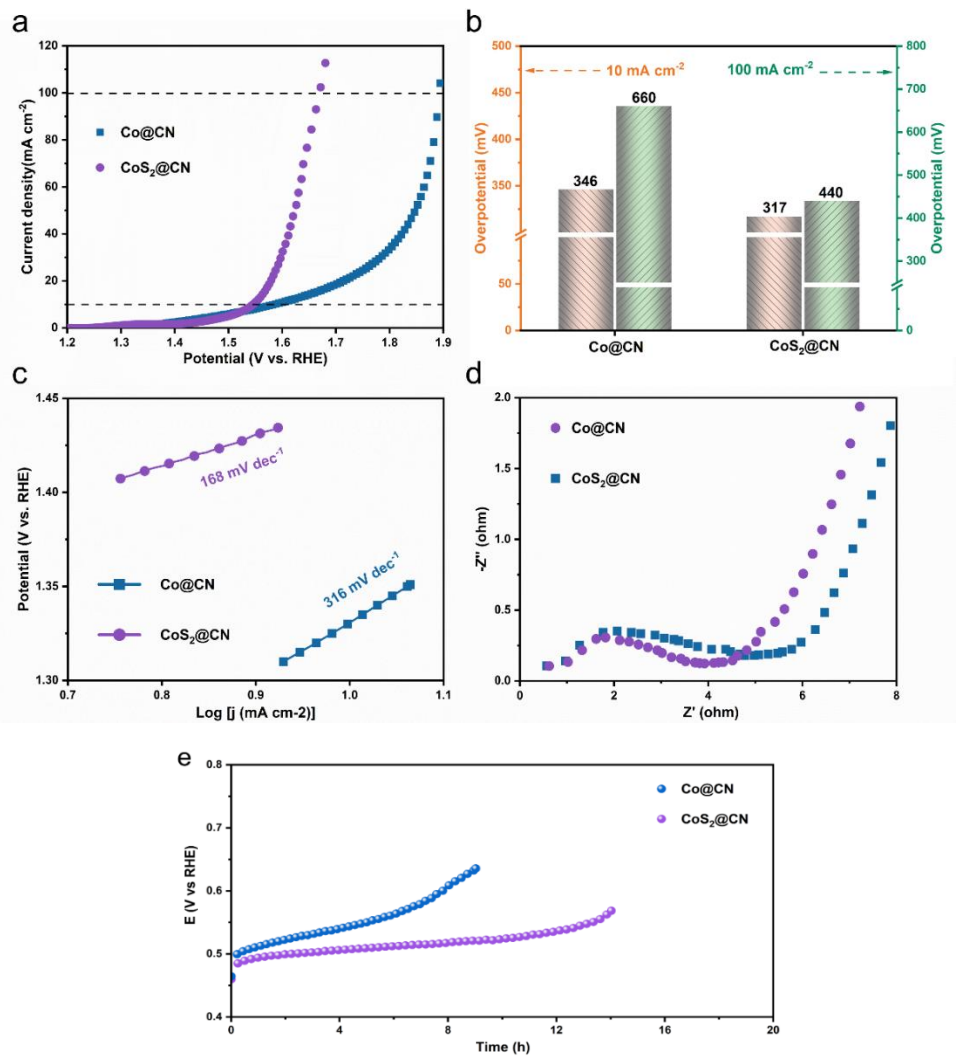 a
120
100
80
60
40
20
0
Current density(mA cm⁻²)
Co@CN
CoS₂@CN
1.2 1.3 1.4 1.5 1.6 1.7 1.8 1.9
Potential (V vs. RHE)
b
500
450
400
350
50
0
Overpotential (mV)
10 mA cm⁻²
100 mA cm⁻²
346
660
317
440
Co@CN
CoS₂@CN
800
700
600
500
400
300
100
0
Overpotential (mV)
c
1.45
1.40
1.35
1.30
Potential (V vs. RHE)
168 mV dec⁻¹
316 mV dec⁻¹
Co@CN
CoS₂@CN
0.7 0.8 0.9 1.0 1.1
Log [j (mA cm-2)]
d
2.0
1.5
1.0
0.5
0.0
-Z'' (ohm)
Co@CN
CoS₂@CN
0 2 4 6 8
Z' (ohm)
e
0.8
0.7
0.6
0.5
0.4
E (V vs RHE)
Co@CN
CoS₂@CN
0 4 8 12 16 20
Time (h)